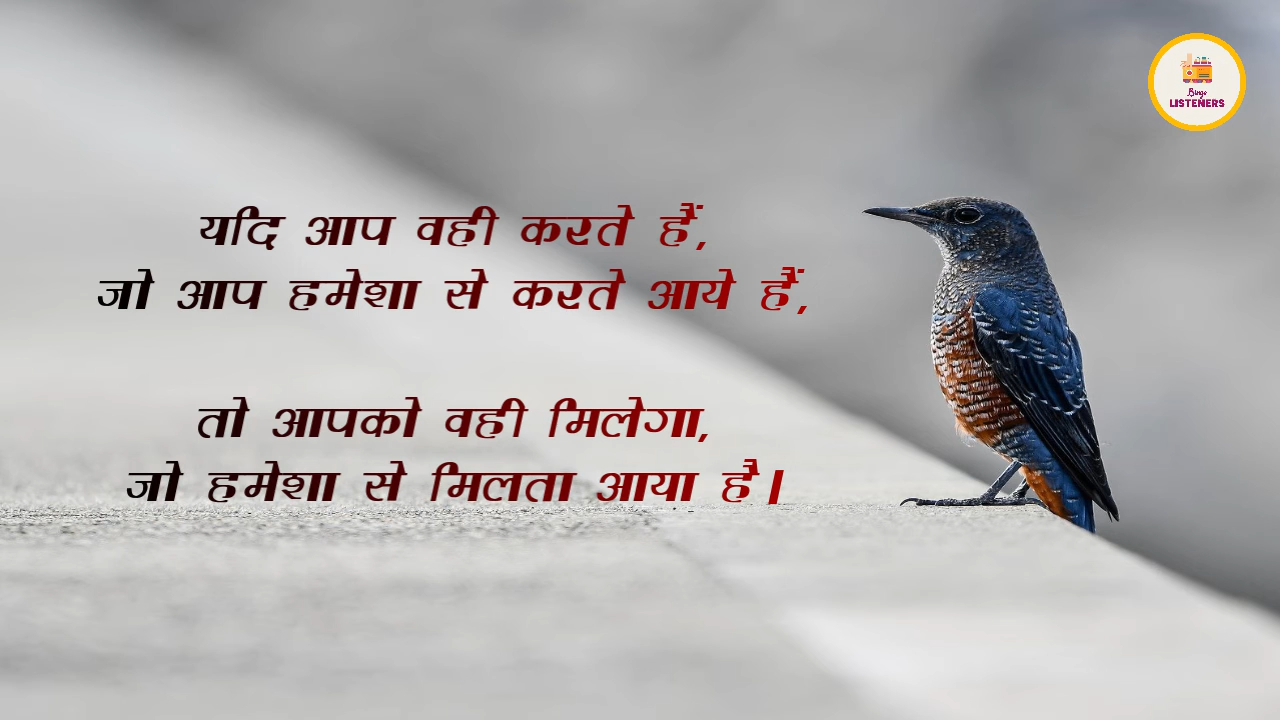 यदि आप वही करते हैं,
जो आप हमेशा से करते आये हैं,
तो आपको वही मिलेगा,
जो हमेशा से मिलता आया है।
Binge
LISTENERS